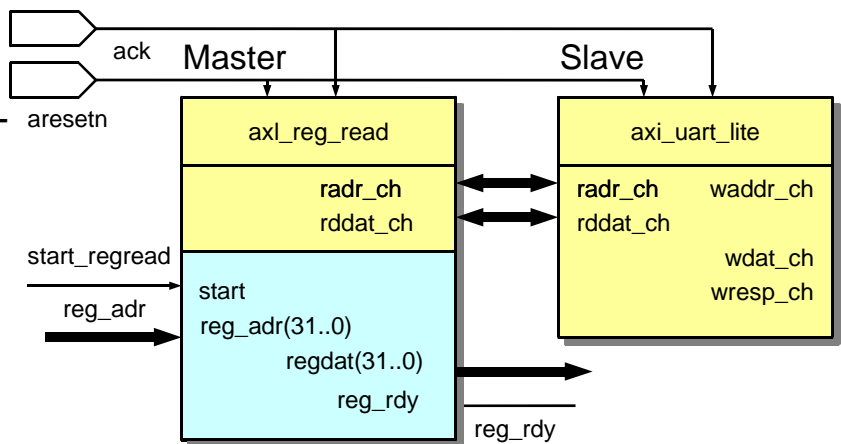 ack
Master
Slave
aresetn
axl_reg_read
axi_uart_lite
radr_ch
rddat_ch
radr_ch waddr_ch
rddat_ch
wdat_ch
wresp_ch
start_regread
reg_adr
start
reg_adr(31..0)
regdat(31..0)
reg_rdy
reg_rdy